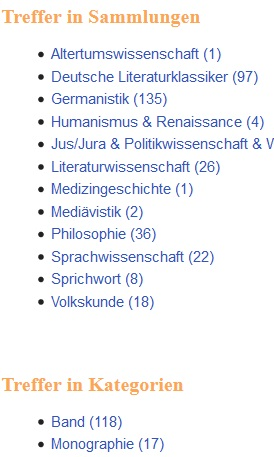 Treffer in Sammlungen
Altertumswissenschaft (1)
Deutsche Literaturklassiker (97)
Germanistik (135)
Humanismus & Renaissance (4)
Jus/Jura & Politikwissenschaft &
Literaturwissenschaft (26)
Medizingeschichte (1)
Mediävistik (2)
Philosophie (36)
Sprachwissenschaft (22)
Sprichwort (8)
Volkskunde (18)
Treffer in Kategorien
Band (118)
Monographie (17)